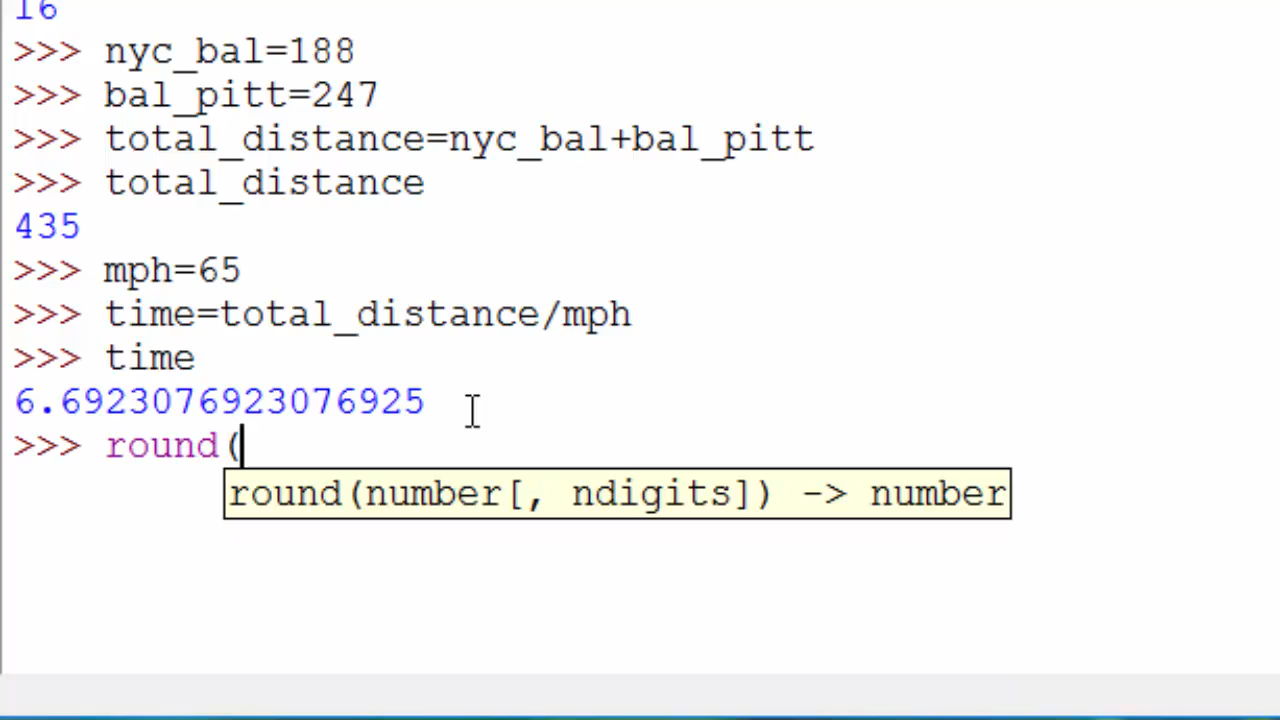 16
>>> nyc_bal=188
>>> bal_pitt=247
>>> total_distance=nyc_bal+bal_pitt
>>> total_distance
435
>>> mph=65
>>> time=total_distance/mph
>>> time
6.6923076923076925
>>> round(
round(number[, ndigits]) -> number